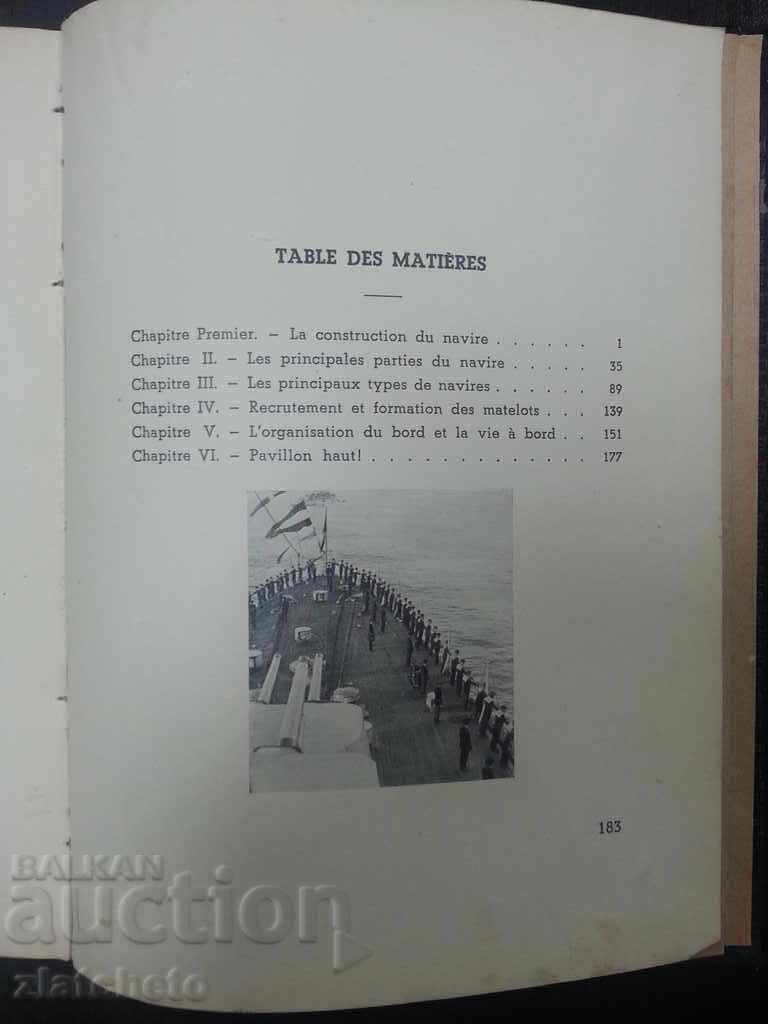 TABLE DES MATIÈRES
Chapitre Premier. – La construction du navire . . . . . . 1
Chapitre II. – Les principales parties du navire . . . . . 35
Chapitre III. – Les principaux types de navires . . . . . . 89
Chapitre IV. – Recrutement et formation des matelots . . . 139
Chapitre V. – L'organisation du bord et la vie à bord . . 151
Chapitre VI. – Pavillon haut! . . . . . . . . . . . . . 177
183
BALKAN
auction
zlatcheto